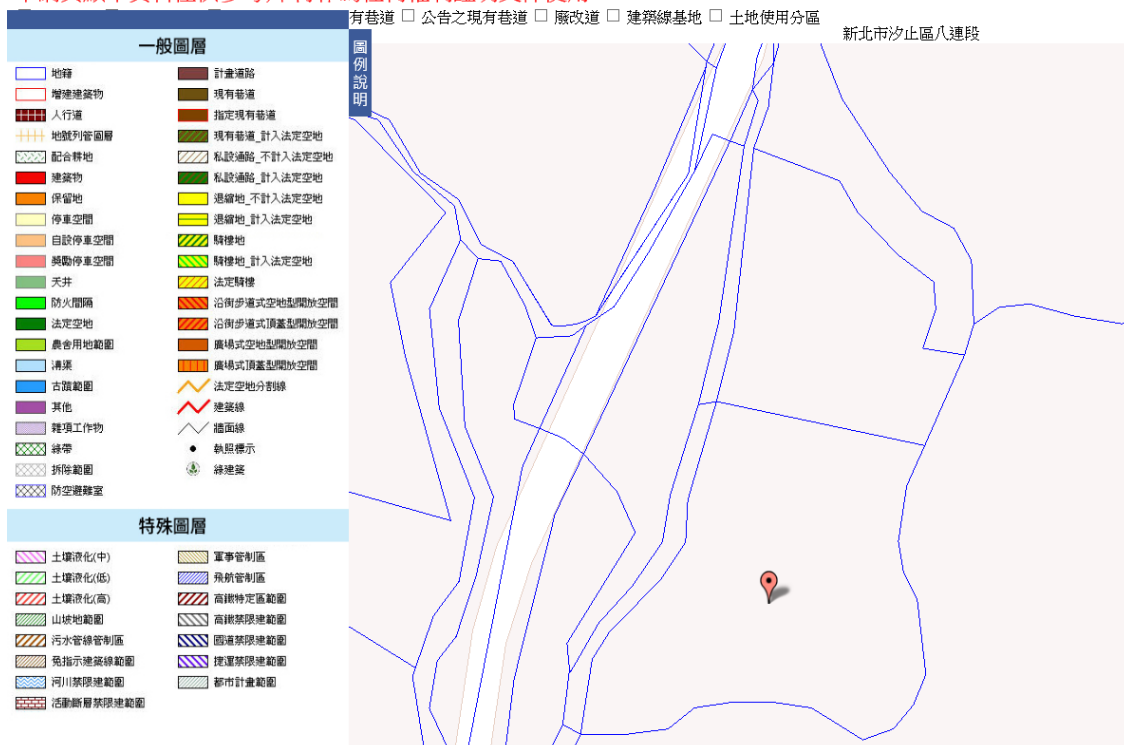 有巷道 □ 公告之現有巷道 □ 廢改道 □ 建築線基地 □ 土地使用分區
新北市汐止區八連段
圖例說明
一般圖層
地籍
增建建築物
人行道
地號列管圖層
配合耕地
建築物
保留地
停車空間
自設停車空間
獎勵停車空間
天井
防火間隔
法定空地
農舍用地範圍
溝渠
古蹟範圍
其他
雜項工作物
綠帶
拆除範圍
防空避難室
計畫道路
現有巷道
指定現有巷道
現有巷道_計入法定空地
私設通路_不計入法定空地
私設通路_計入法定空地
退縮地_不計入法定空地
退縮地_計入法定空地
騎樓地
騎樓地_計入法定空地
法定騎樓
沿街步道式空地型開放空間
沿街步道式頂蓋型開放空間
廣場式空地型開放空間
廣場式頂蓋型開放空間
法定空地分割線
建築線
牆面線
執照標示
綠建築
特殊圖層
土壤液化(中)
土壤液化(低)
土壤液化(高)
山坡地範圍
污水管線管制區
免指示建築線範圍
河川禁限建範圍
活動斷層禁限建範圍
軍事管制區
飛航管制區
高鐵特定區範圍
高鐵禁限建範圍
國道禁限建範圍
捷運禁限建範圍
都市計畫範圍